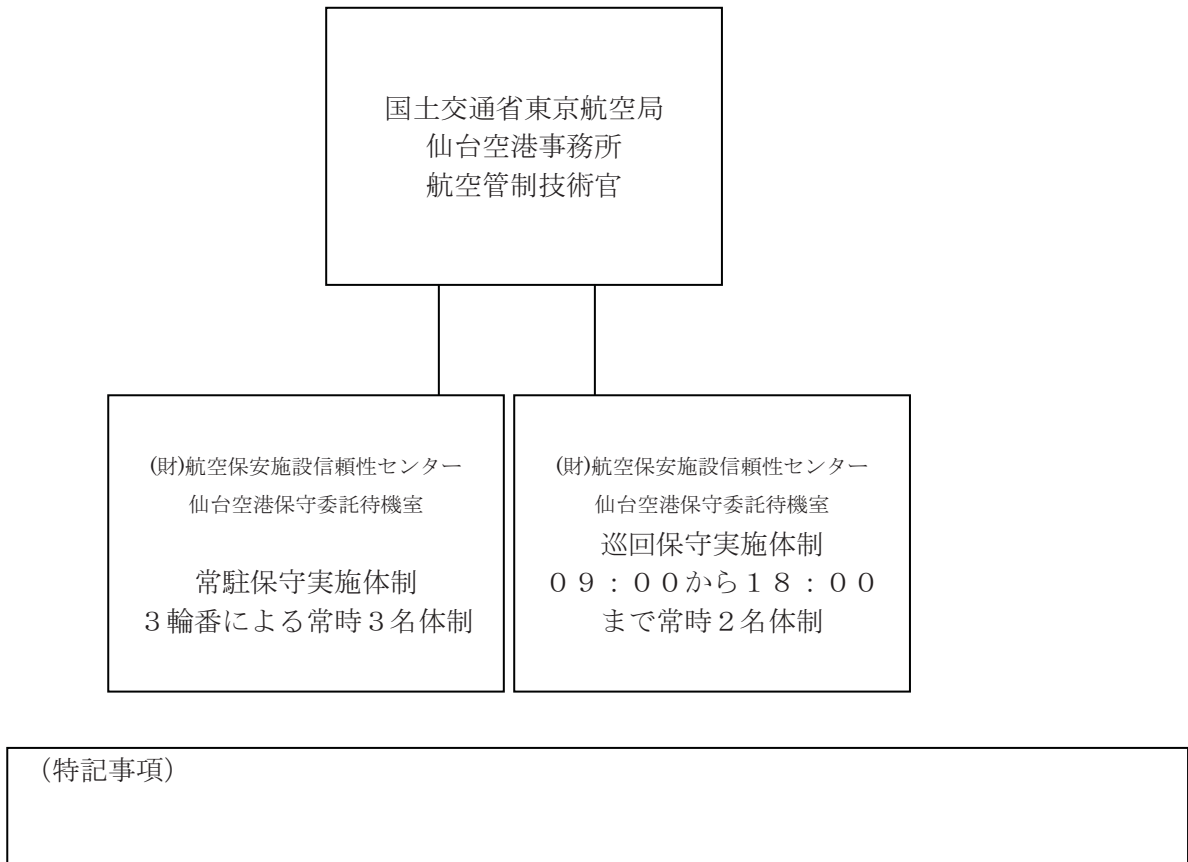 国土交通省東京航空局
仙台空港事務所
航空管制技術官
(財)航空保安施設信頼性センター
仙台空港保守委託待機室
常駐保守実施体制
３輪番による常時３名体制
(財)航空保安施設信頼性センター
仙台空港保守委託待機室
巡回保守実施体制
０９：００から１８：００
まで常時２名体制
（特記事項）